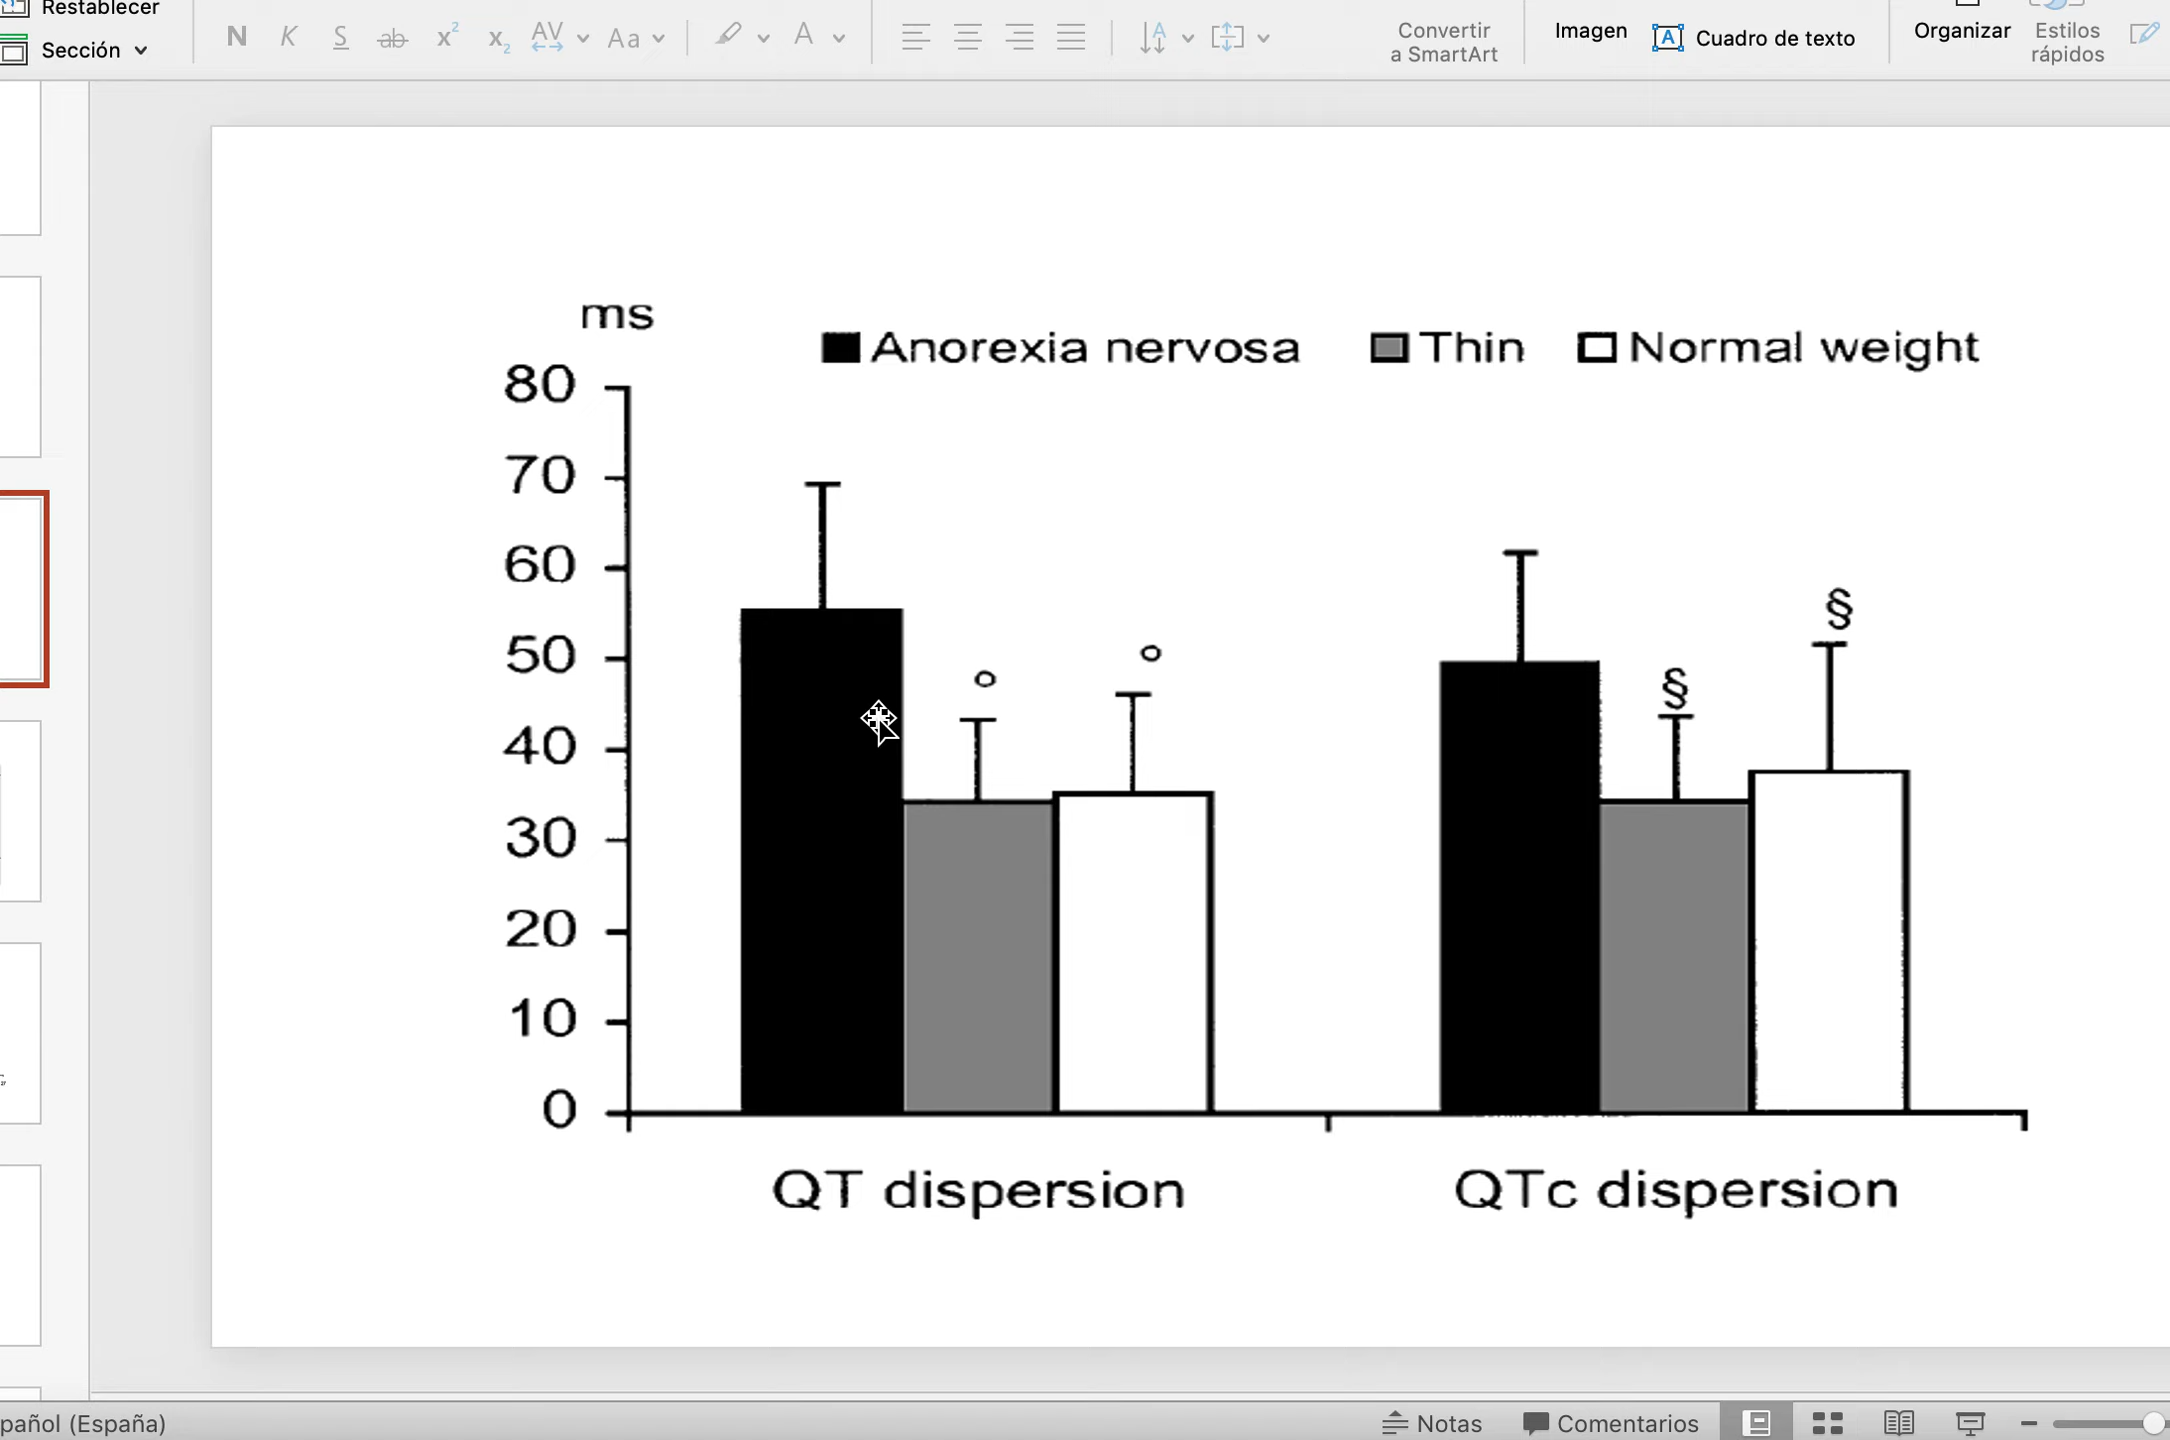 Restablecer
Sección
N K S ab x² x₂ AV Aa A
Convertir
a SmartArt
Imagen
Cuadro de texto
Organizar
Estilos
rápidos
ms
Anorexia nervosa Thin Normal weight
80
70
60
50
40
30
20
10
0
° ° § §
QT dispersion QTc dispersion
pañol (España)
Notas Comentarios